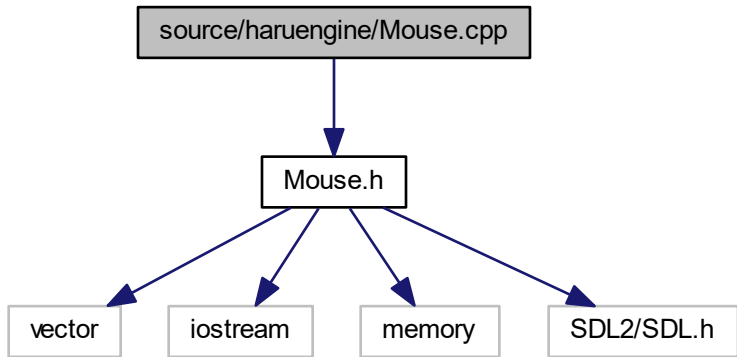 source/haruengine/Mouse.cpp
Mouse.h
vector
iostream
memory
SDL2/SDL.h